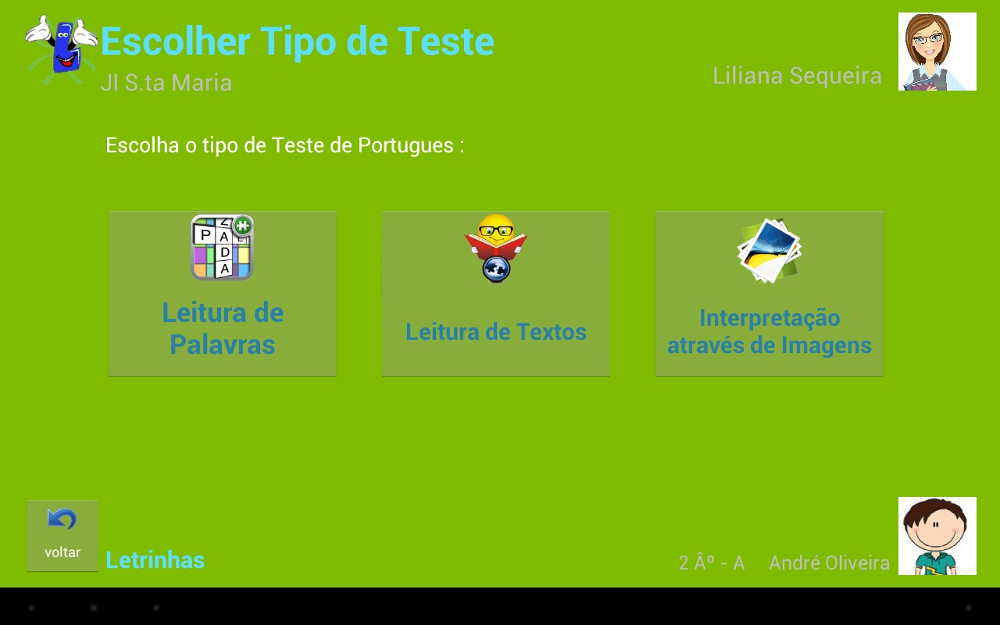 Escolher Tipo de Teste
JI S.ta Maria
Liliana Sequeira
Escolha o tipo de Teste de Portugues :
P A L
A
D
A
Leitura de
Palavras
Leitura de Textos
Interpretação
através de Imagens
voltar
Letrinhas
2 Âº - A
André Oliveira